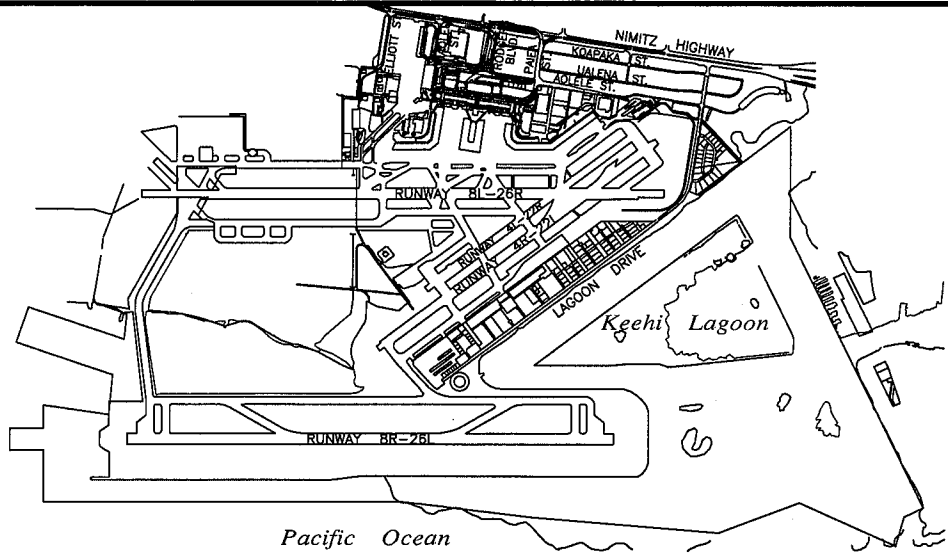 NIMITZ HIGHWAY
ELLIOTT ST.
ST.
RODGERS
BLVD.
PAIEA
ST.
KOAPAKA ST.
UALENA ST.
AOLELE ST.
RUNWAY 8L-26R
RUNWAY 4L-22R
RUNWAY 4R-22L
LAGOON DRIVE
Keehi Lagoon
RUNWAY 8R-26L
Pacific Ocean